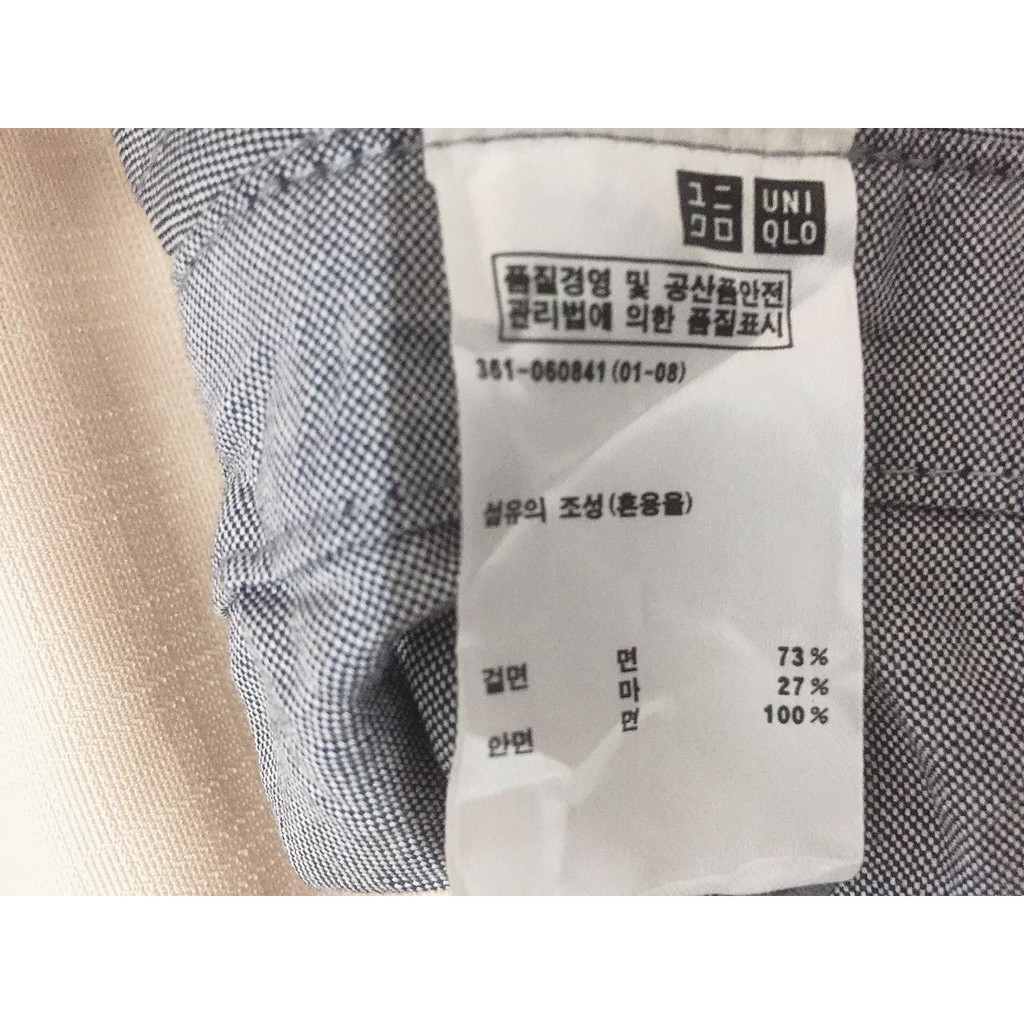 ユニ
クロ
UNI
QLO
품질경영 및 공산품안전
관리법에 의한 품질표시
361-060841(01-08)
섬유의 조성(혼용율)
겉면 면 73%
마 27%
안면 면 100%